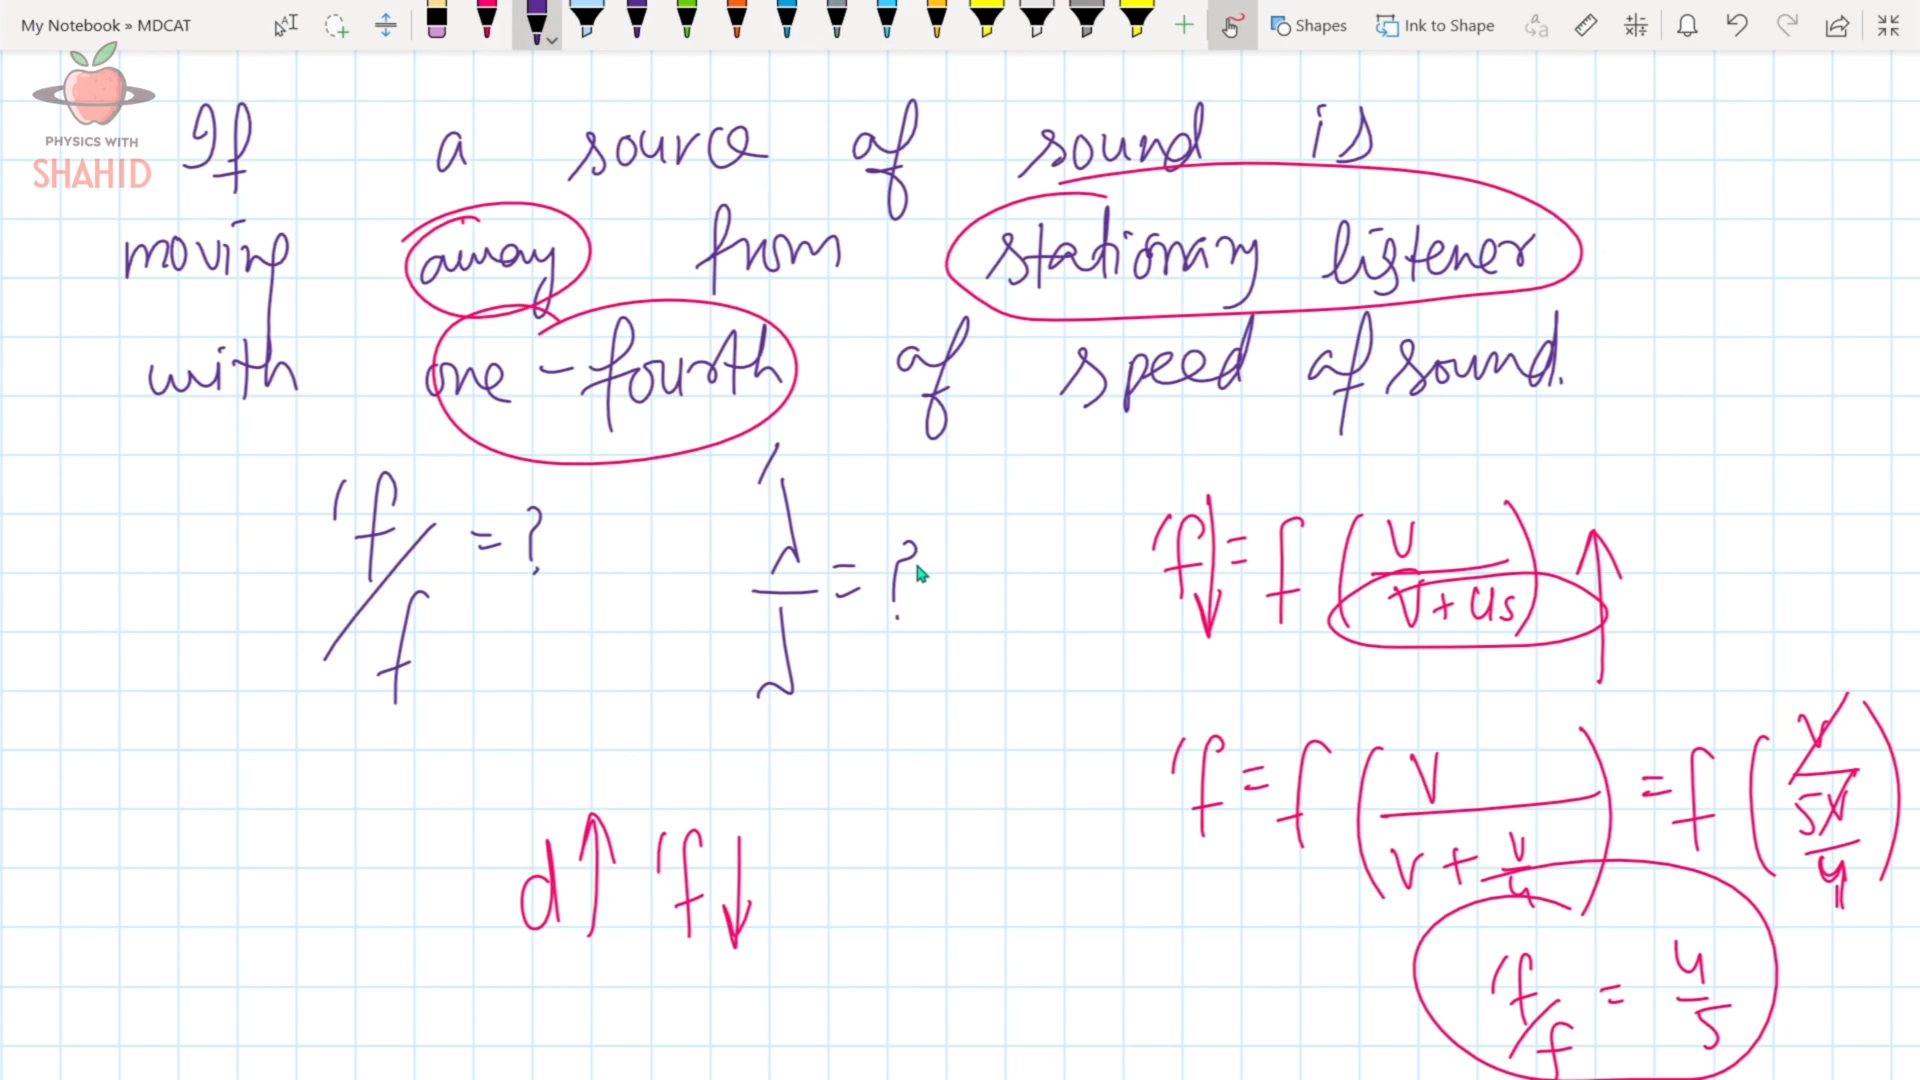 My Notebook » MDCAT
Shapes
Ink to Shape
PHYSICS WITH
SHAHID
If a source of sound is
moving away from stationary listener
with one-fourth of speed of sound.
'f/f = ?
'λ/λ = ?
'f = f (V/(V+us))
'f = f (V/(V+V/4)) = f (V/(5V/4))
d↑ 'f↓
'f/f = 4/5